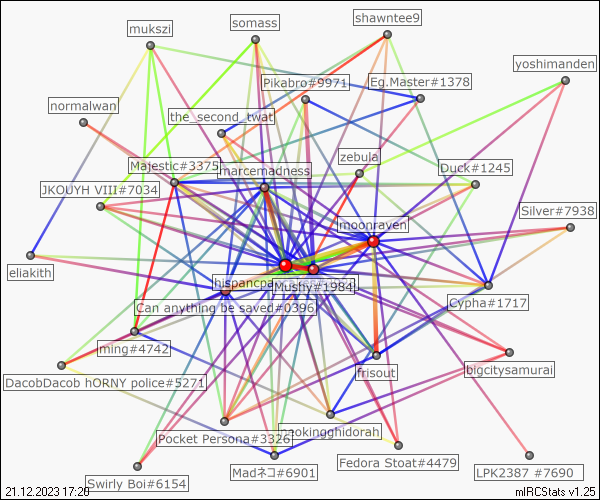 shawntee9
somass
mukszi
yoshimanden
Pikabro#9971
Eg.Master#1378
normalwan
the_second_twat
zebula
Majestic#3375
marcemadness
Duck#1245
JKOUYH VIII#7034
Silver#7938
moonraven
eliakith
Mushy#1984
Can anything be saved#0396
Cypha#1717
ming#4742
frisout
bigcitysamurai
DacobDacob hORNY police#5271
Pocket Persona#3326
Fedora Stoat#4479
Madネコ#6901
LPK2387 #7690
Swirly Boi#6154
21.12.2023 17:20
mIRCStats v1.25